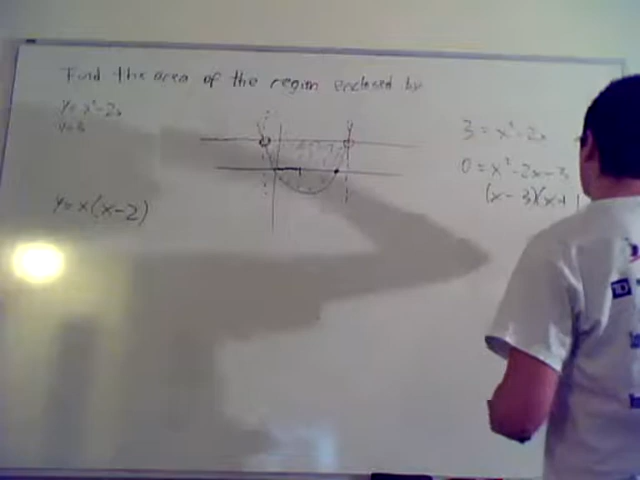 Find the area of the region enclosed by
y = x² - 2x
y = 3
y = x(x-2)
3 = x² - 2x
0 = x² - 2x - 3
(x - 3)(x + 1
TD